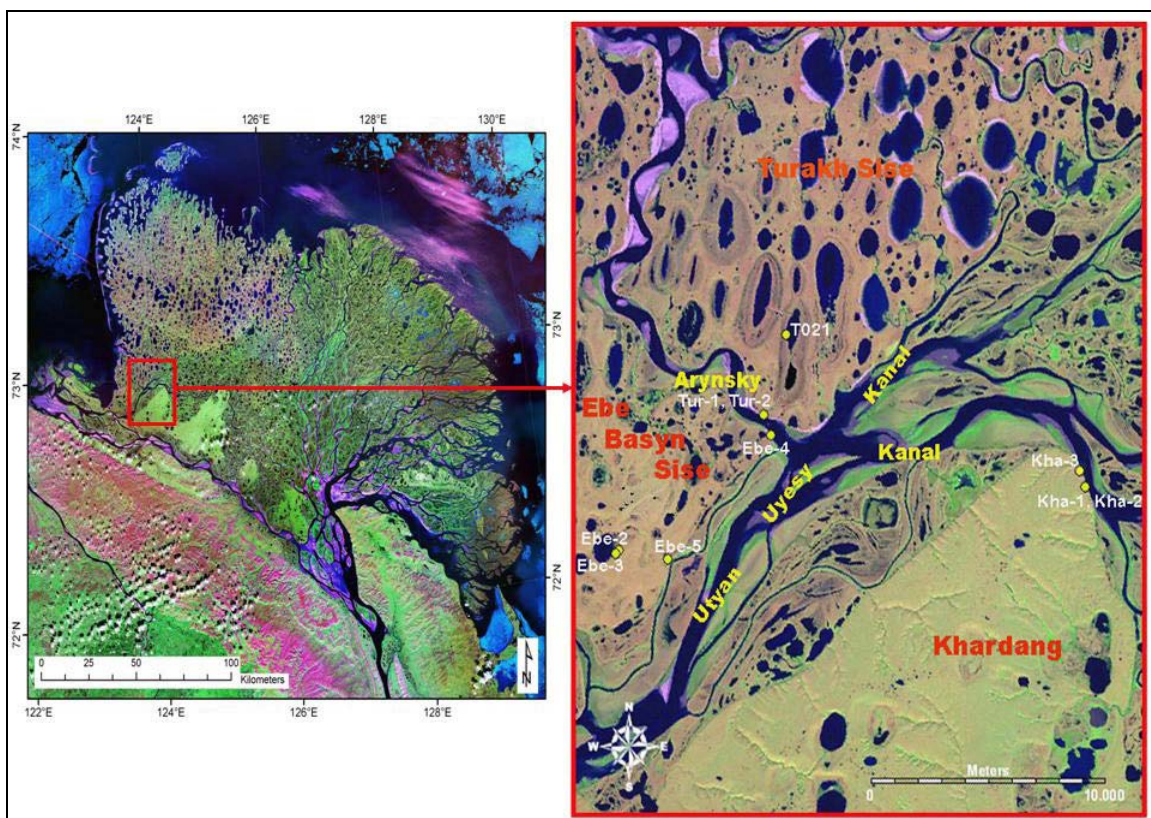 124°E
126°E
128°E
130°E
74°N
73°N
72°N
73°N
72°N
0 25 50 100
Kilometers
N
122°E
124°E
126°E
128°E
Turakh Sise
T021
Kanal
Arynsky
Tur-1, Tur-2
Ebe
Basyn
Sise
Ebe-4
Kanal
Uyesy
Kha-3
Kha-1, Kha-2
Ebe-2
Ebe-3
Ebe-5
Utyan
Khardang
N
W E
S
Meters
0 10.000